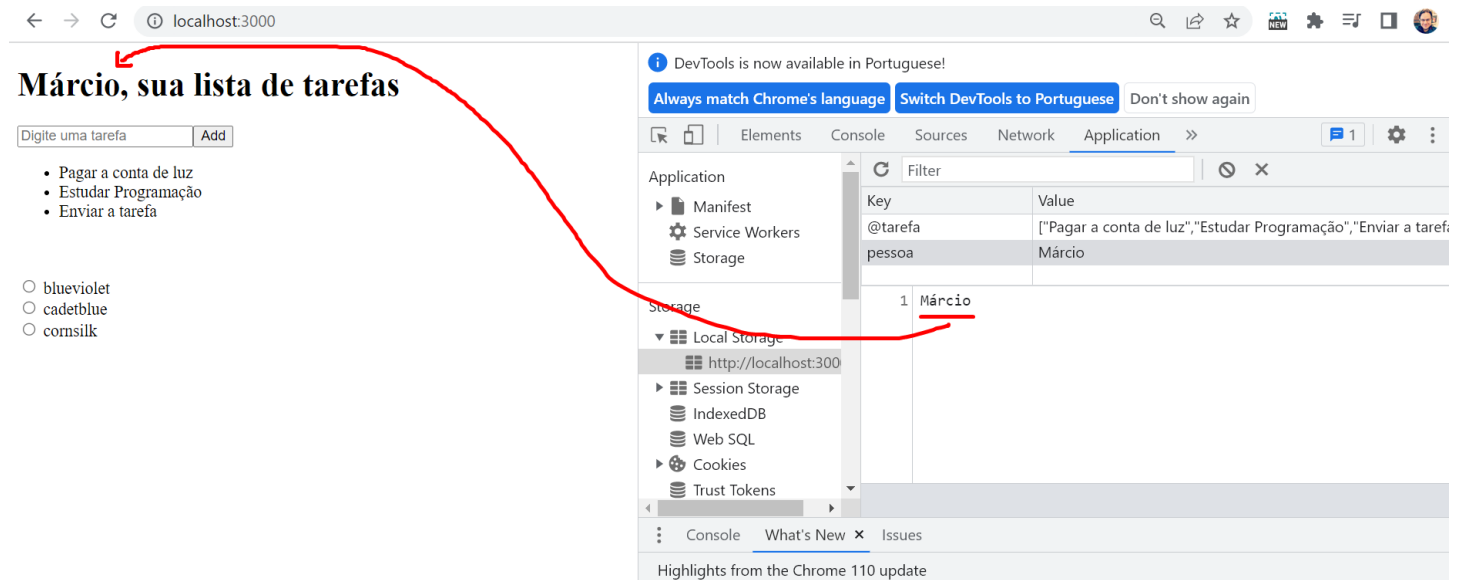 localhost:3000
NEW
Márcio, sua lista de tarefas
Digite uma tarefa
Add
Pagar a conta de luz
Estudar Programação
Enviar a tarefa
blueviolet
cadetblue
cornsilk
DevTools is now available in Portuguese!
Always match Chrome's language
Switch DevTools to Portuguese
Don't show again
Elements Console Sources Network Application 1
Application
Manifest
Service Workers
Storage
Storage
Local Storage
http://localhost:300
Session Storage
IndexedDB
Web SQL
Cookies
Trust Tokens
Filter
Key Value
@tarefa ["Pagar a conta de luz","Estudar Programação","Enviar a tarefa
pessoa Márcio
1 Márcio
Console What's New Issues
Highlights from the Chrome 110 update